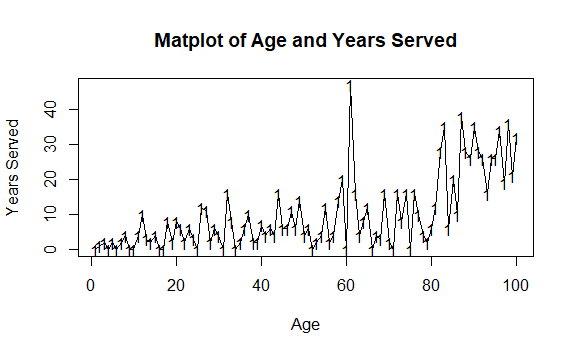 Matplot of Age and Years Served
Years Served
0 10 20 30 40
0 20 40 60 80 100
Age